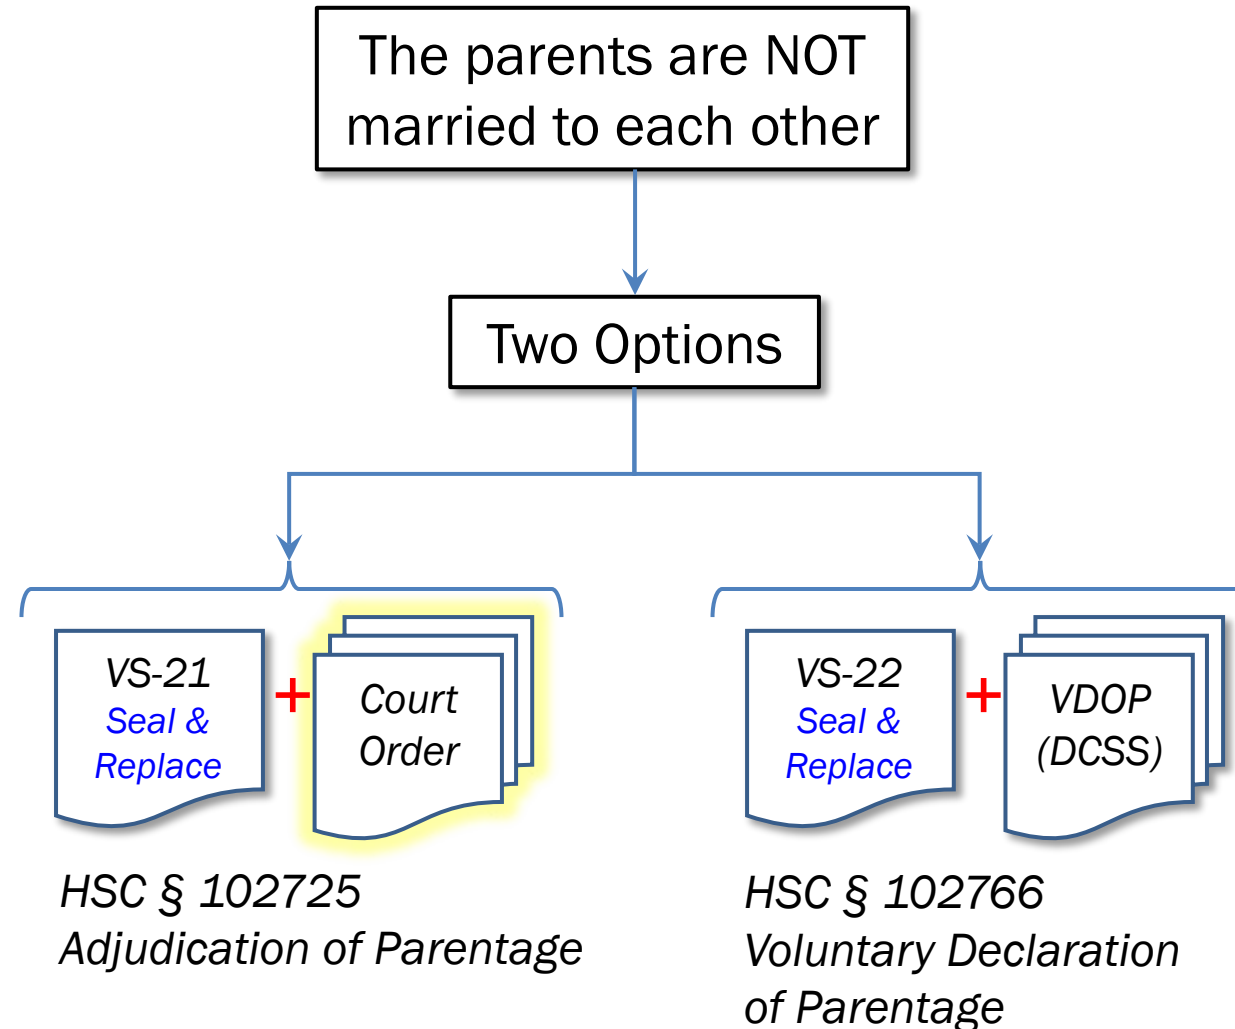 The parents are NOT
married to each other
Two Options
VS-21
Seal &
Replace
+
Court
Order
HSC § 102725
Adjudication of Parentage
VS-22
Seal &
Replace
+
VDOP
(DCSS)
HSC § 102766
Voluntary Declaration
of Parentage